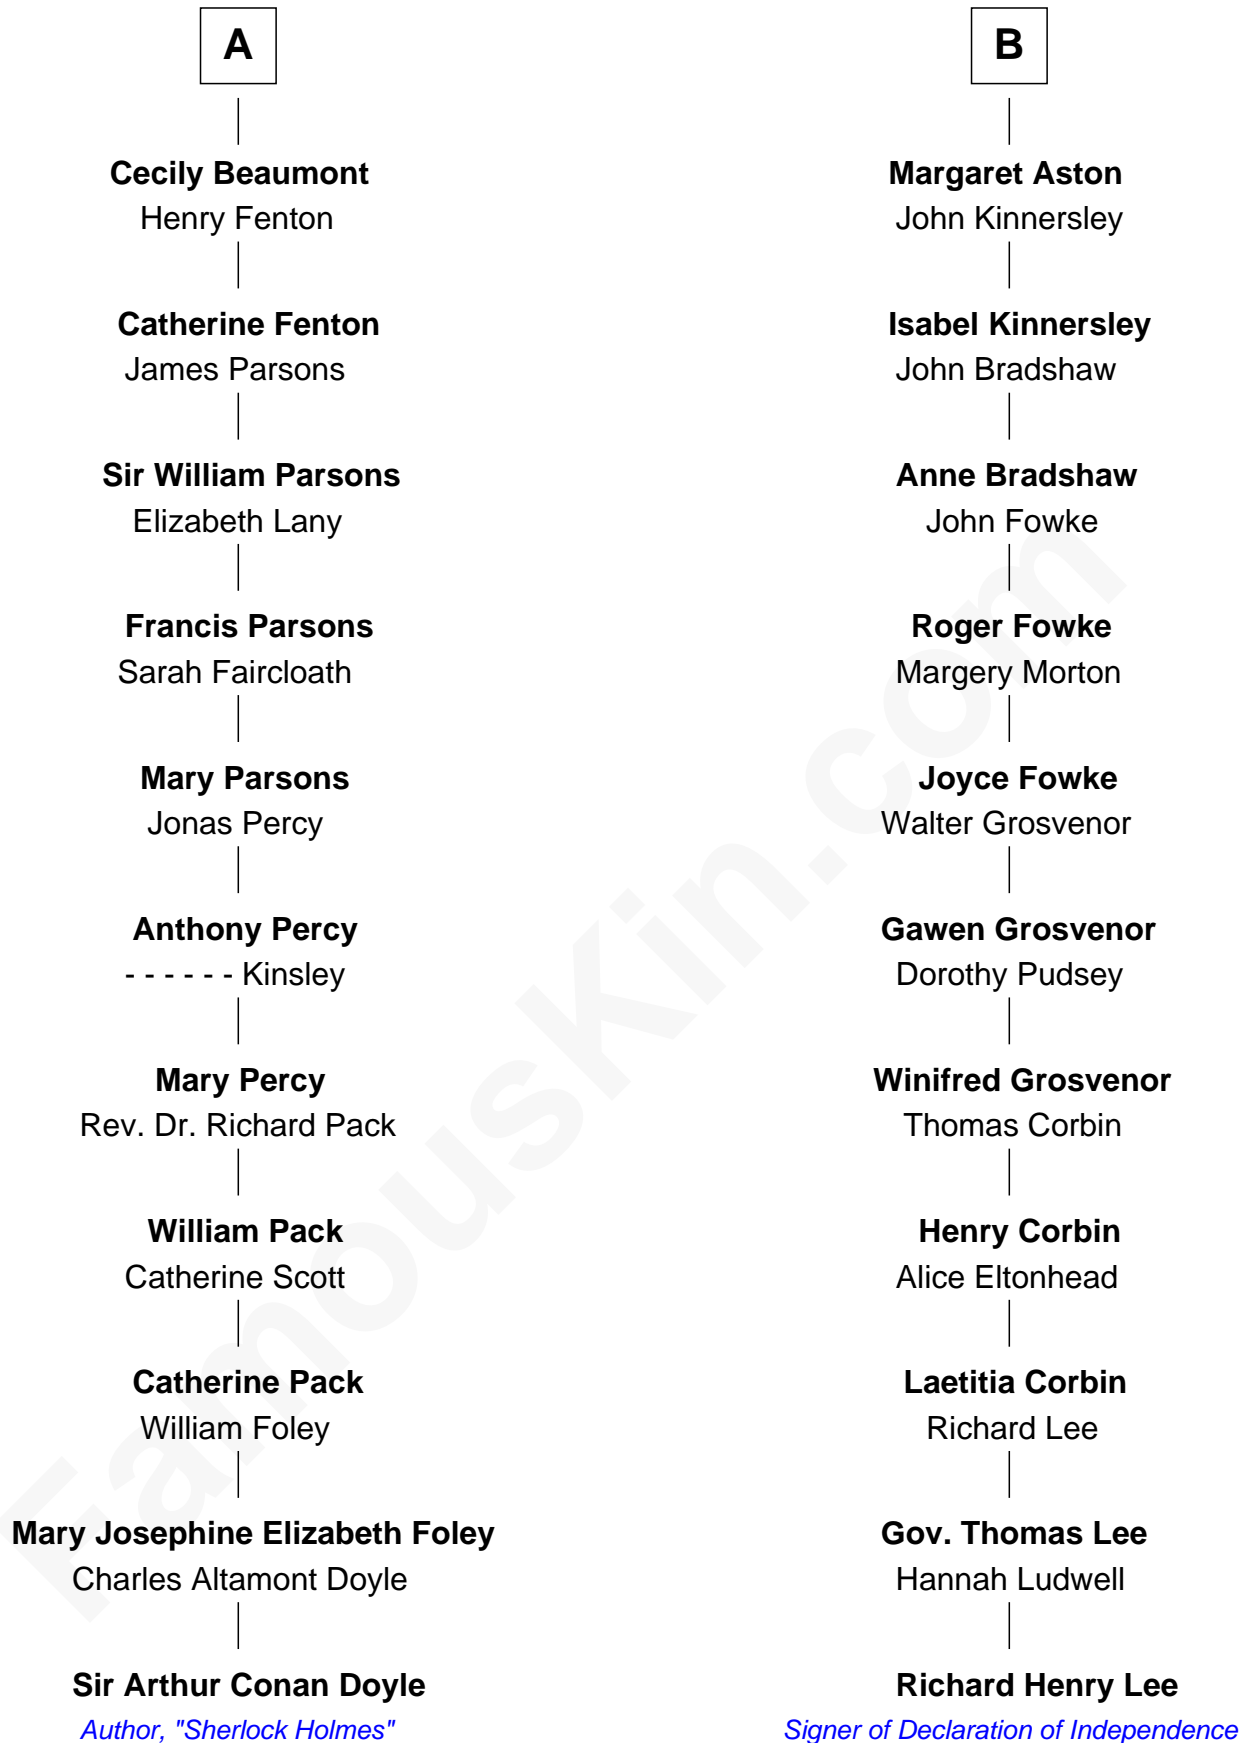 A
Cecily Beaumont
Henry Fenton
Catherine Fenton
James Parsons
Sir William Parsons
Elizabeth Lany
Francis Parsons
Sarah Faircloath
Mary Parsons
Jonas Percy
Anthony Percy
- - - - - - Kinsley
Mary Percy
Rev. Dr. Richard Pack
William Pack
Catherine Scott
Catherine Pack
William Foley
Mary Josephine Elizabeth Foley
Charles Altamont Doyle
Sir Arthur Conan Doyle
Author, "Sherlock Holmes"
B
Margaret Aston
John Kinnersley
Isabel Kinnersley
John Bradshaw
Anne Bradshaw
John Fowke
Roger Fowke
Margery Morton
Joyce Fowke
Walter Grosvenor
Gawen Grosvenor
Dorothy Pudsey
Winifred Grosvenor
Thomas Corbin
Henry Corbin
Alice Eltonhead
Laetitia Corbin
Richard Lee
Gov. Thomas Lee
Hannah Ludwell
Richard Henry Lee
Signer of Declaration of Independence
FamousKin.com